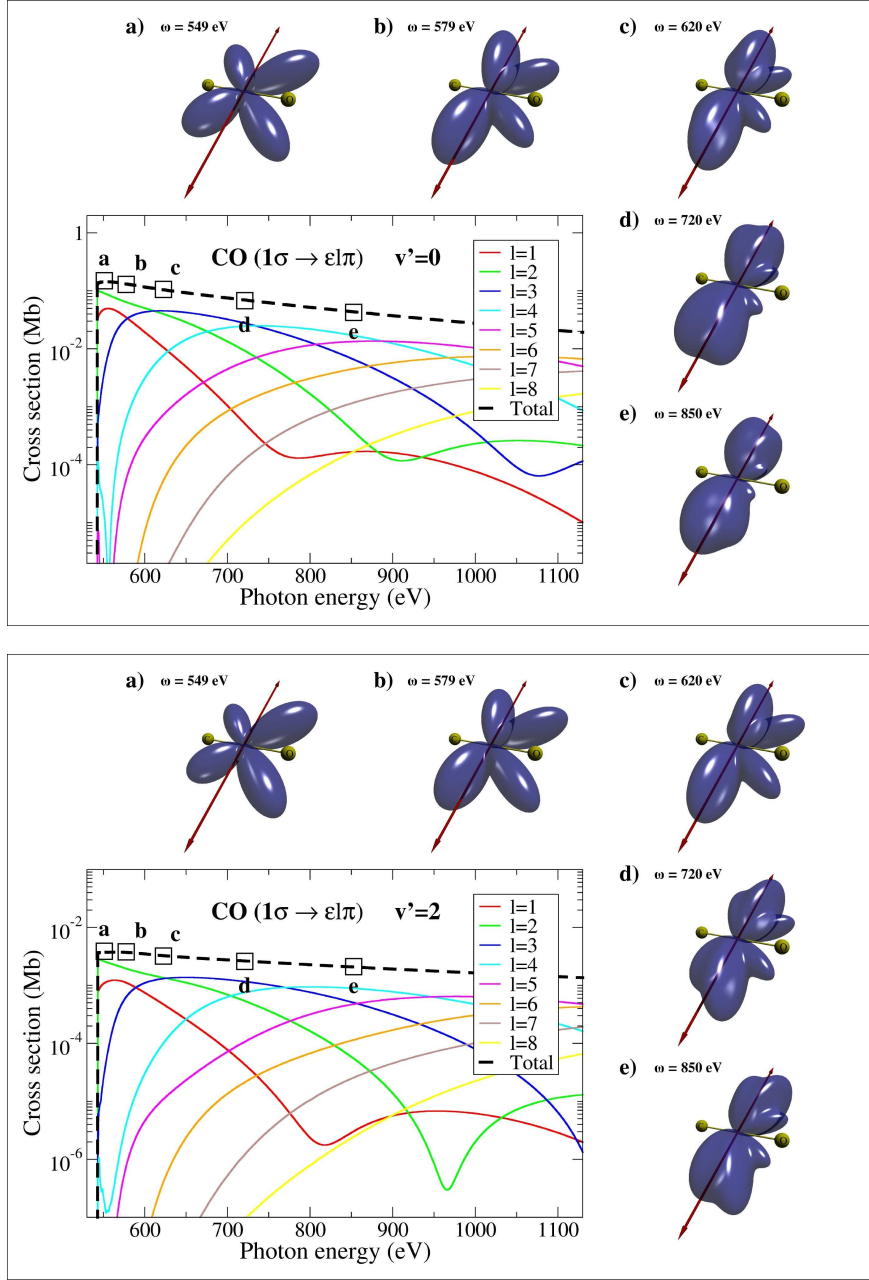 a) ω = 549 eV
b) ω = 579 eV
c) ω = 620 eV
C O
C O
C O
d) ω = 720 eV
C O
e) ω = 850 eV
C O
CO (1σ → εlπ) v'=0
a b c d e
l=1
l=2
l=3
l=4
l=5
l=6
l=7
l=8
Total
1
10⁻²
10⁻⁴
Cross section (Mb)
600 700 800 900 1000 1100
Photon energy (eV)
a) ω = 549 eV
b) ω = 579 eV
c) ω = 620 eV
C O
C O
C O
d) ω = 720 eV
C O
e) ω = 850 eV
C O
CO (1σ → εlπ) v'=2
a b c d e
l=1
l=2
l=3
l=4
l=5
l=6
l=7
l=8
Total
10⁻²
10⁻⁴
10⁻⁶
Cross section (Mb)
600 700 800 900 1000 1100
Photon energy (eV)